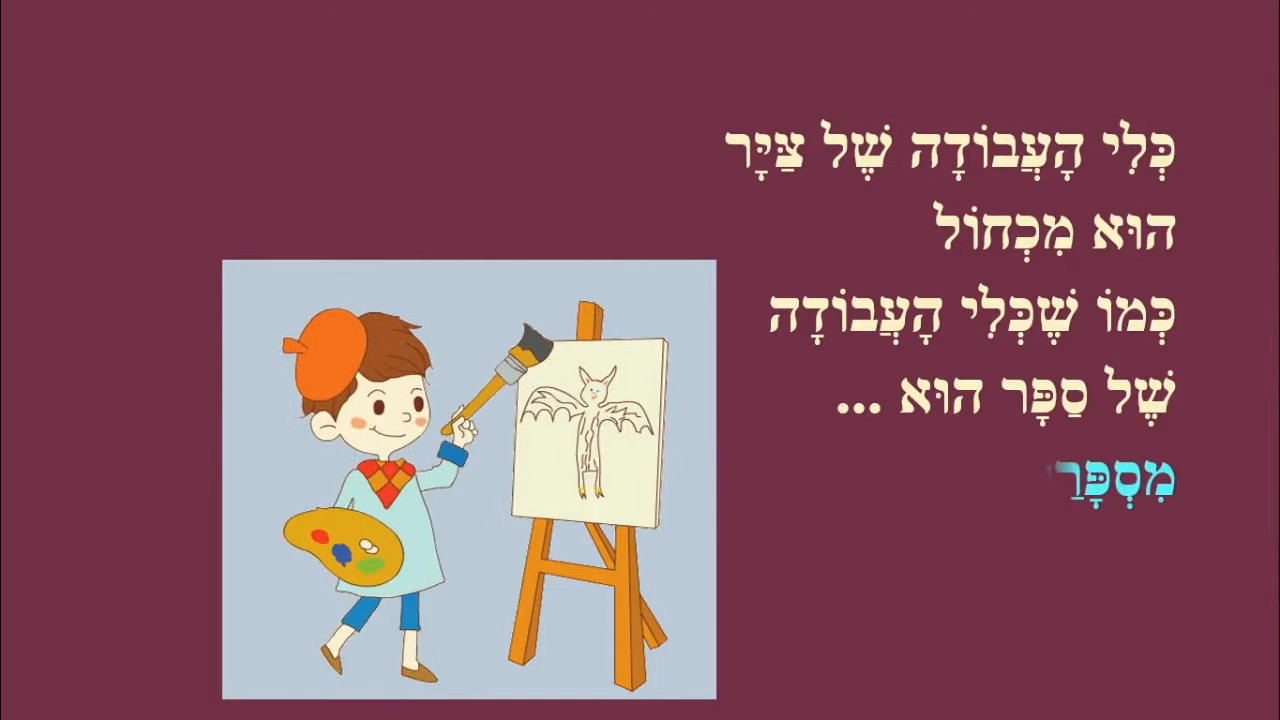 כְּלִי הָעֲבוֹדָה שֶׁל צַיָּר
הוּא מִכְחוֹל
כְּמוֹ שֶׁכְּלִי הָעֲבוֹדָה
שֶׁל סַפָּר הוּא ...